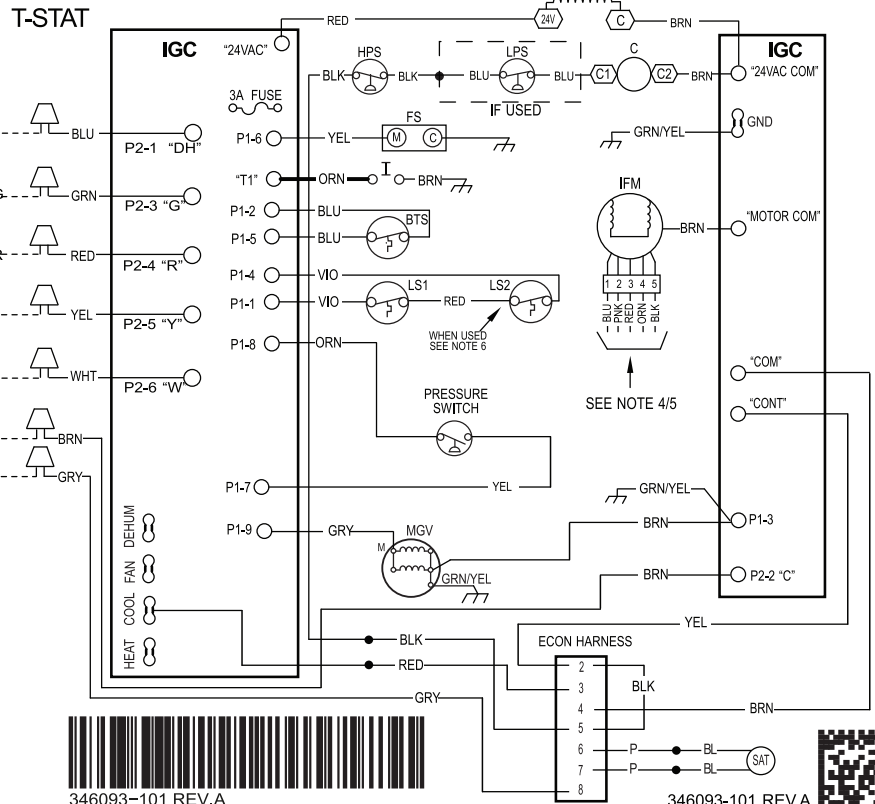 T-STAT
IGC
"24VAC"
RED
24V
C
BRN
IGC
"24VAC COM"
HPS
BLK
BLK
LPS
BLU
BLU
IF USED
C
C1
C2
BRN
3A FUSE
FS
P1-6
YEL
M
C
GRN/YEL
GND
BLU
P2-1 "DH"
"T1"
ORN
I
BRN
GRN
P2-3 "G"
P1-2
BLU
BTS
P1-5
BLU
IFM
BRN
"MOTOR COM"
RED
P2-4 "R"
P1-4
VIO
P1-1
VIO
LS1
RED
LS2
1 2 3 4 5
BLU
PNK
RED
ORN
BLK
YEL
P2-5 "Y"
WHEN USED
SEE NOTE 6
P1-8
ORN
WHT
P2-6 "W"
"COM"
PRESSURE
SWITCH
SEE NOTE 4/5
"CONT"
BRN
GRY
P1-7
YEL
GRN/YEL
P1-9
GRY
MGV
M
BRN
P1-3
GRN/YEL
BRN
P2-2 "C"
DEHUM
FAN
COOL
HEAT
YEL
BLK
RED
GRY
ECON HARNESS
2
3
4
5
6
7
8
BLK
BRN
P
BL
P
BL
SAT
346093-101 REV.A
346093-101 REV.A